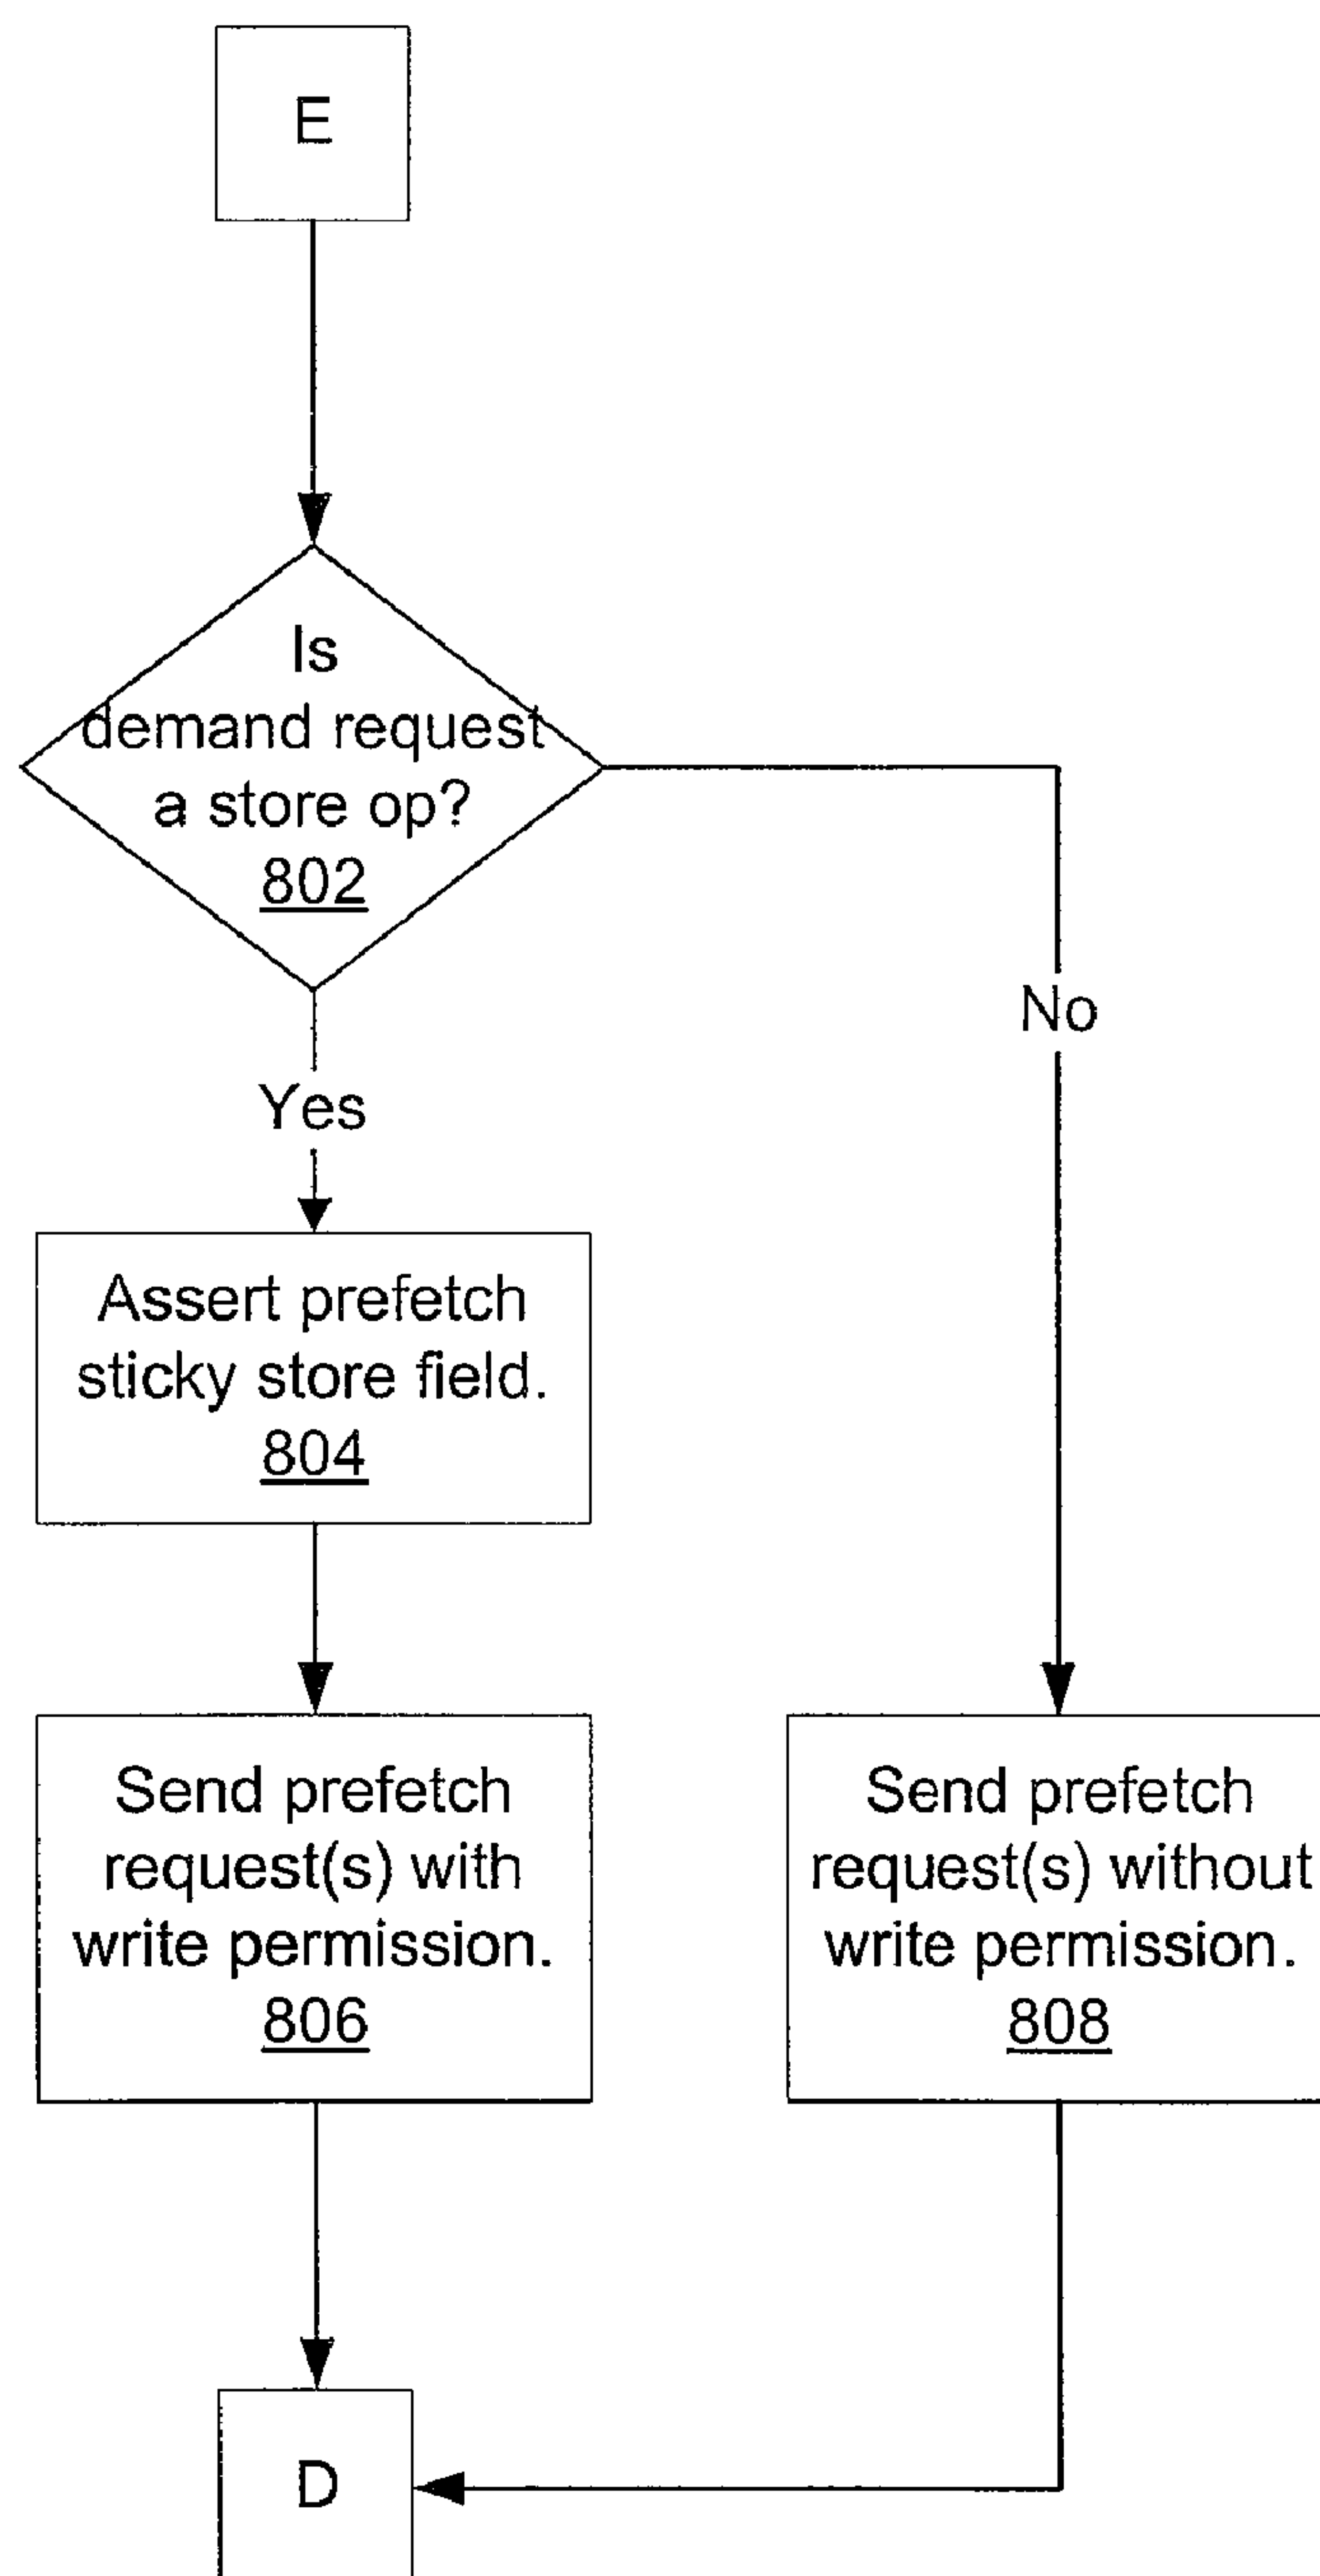 E
Is
demand request
a store op?
802
No
Yes
Assert prefetch
sticky store field.
804
Send prefetch
request(s) with
write permission.
806
Send prefetch
request(s) without
write permission.
808
D